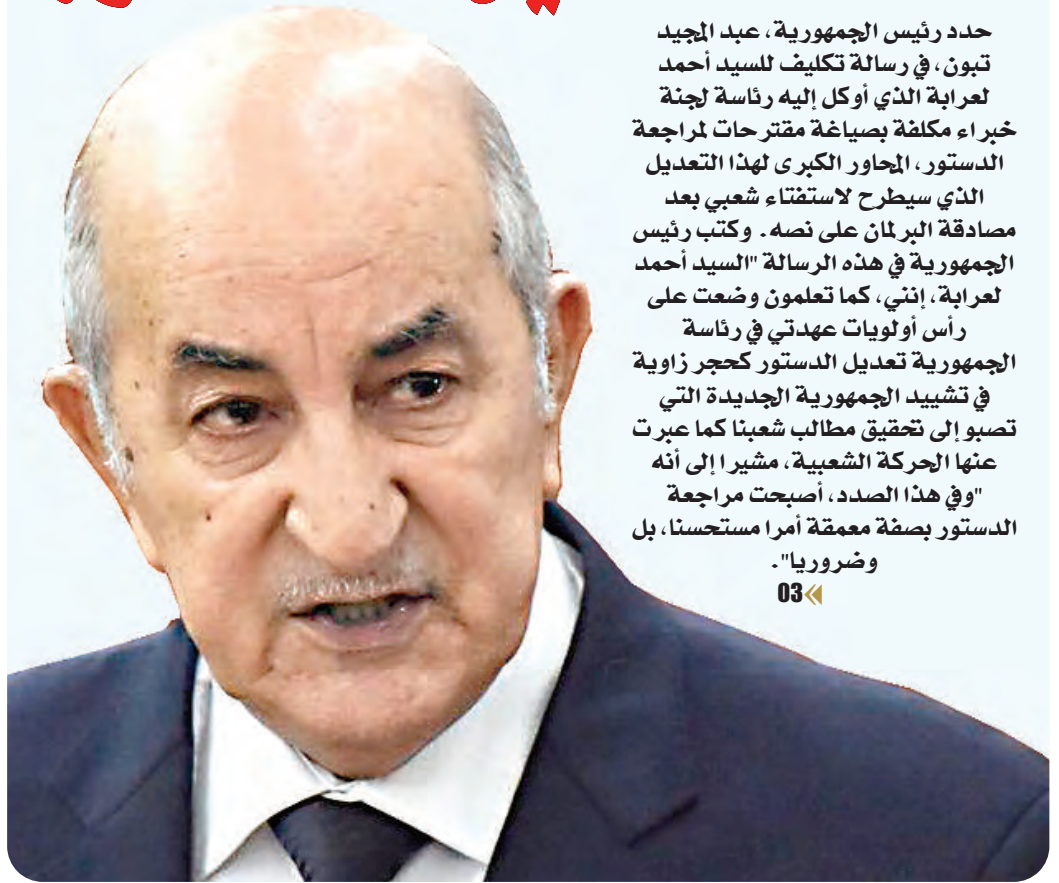 حدد رئيس الجمهورية، عبد المجيد
تبون، في رسالة تكليف للسيد أحمد
لعرابة الذي أوكل إليه رئاسة لجنة
خبراء مكلفة بصياغة مقترحات لمراجعة
الدستور، المحاور الكبرى لهذا التعديل
الذي سيطرح لاستفتاء شعبي بعد
مصادقة البرلمان على نصه. وكتب رئيس
الجمهورية في هذه الرسالة "السيد أحمد
لعرابة، إنني، كما تعلمون وضعت على
رأس أولويات عهدتي في رئاسة
الجمهورية تعديل الدستور كحجر زاوية
في تشييد الجمهورية الجديدة التي
تصبو إلى تحقيق مطالب شعبنا كما عبرت
عنها الحركة الشعبية، مشيرا إلى أنه
"وفي هذا الصدد، أصبحت مراجعة
الدستور بصفة معمقة أمرا مستحسنا، بل
وضروريا".
03